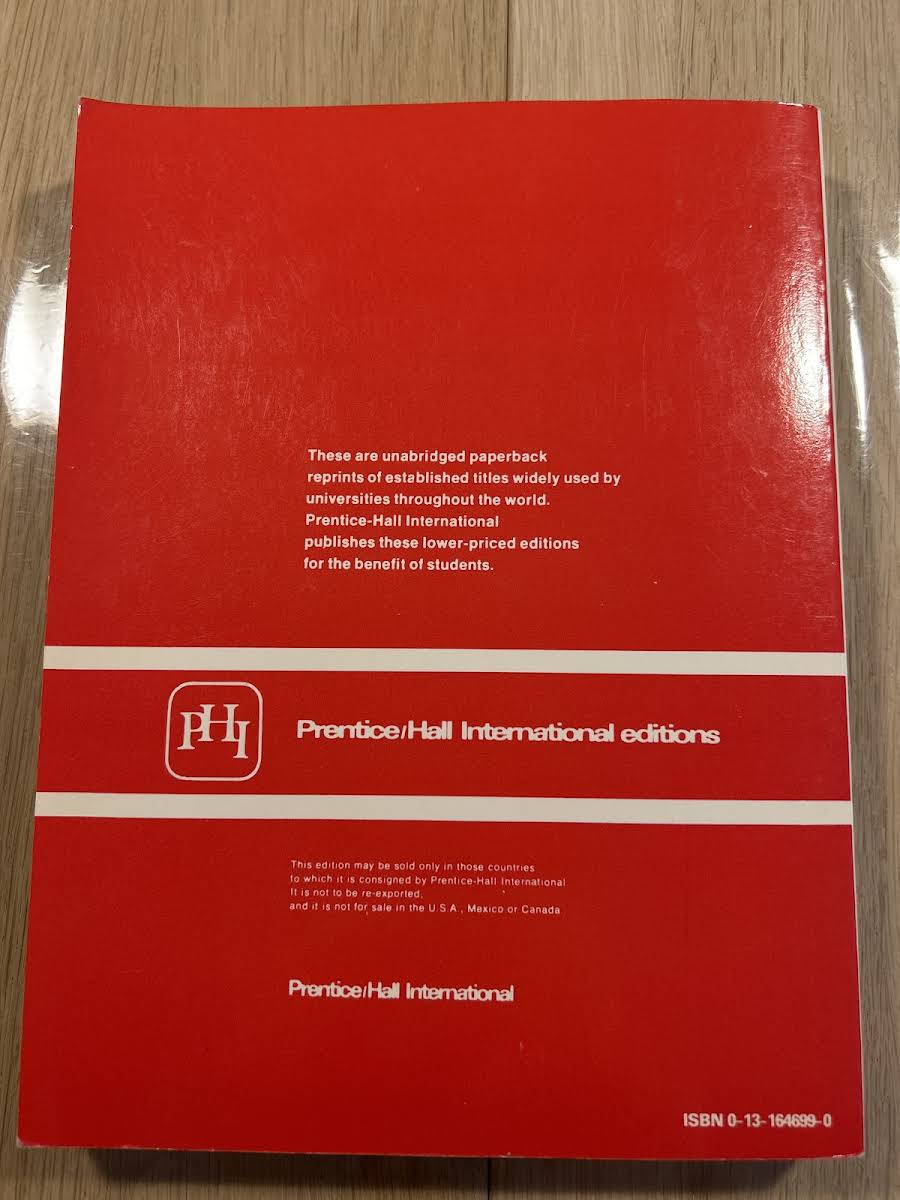 These are unabridged paperback
reprints of established titles widely used by
universities throughout the world.
Prentice-Hall International
publishes these lower-priced editions
for the benefit of students.
PHI
Prentice/Hall International editions
This edition may be sold only in those countries
to which it is consigned by Prentice-Hall International
It is not to be re-exported,
and it is not for sale in the U.S.A., Mexico or Canada
Prentice/Hall International
ISBN 0-13-164699-0